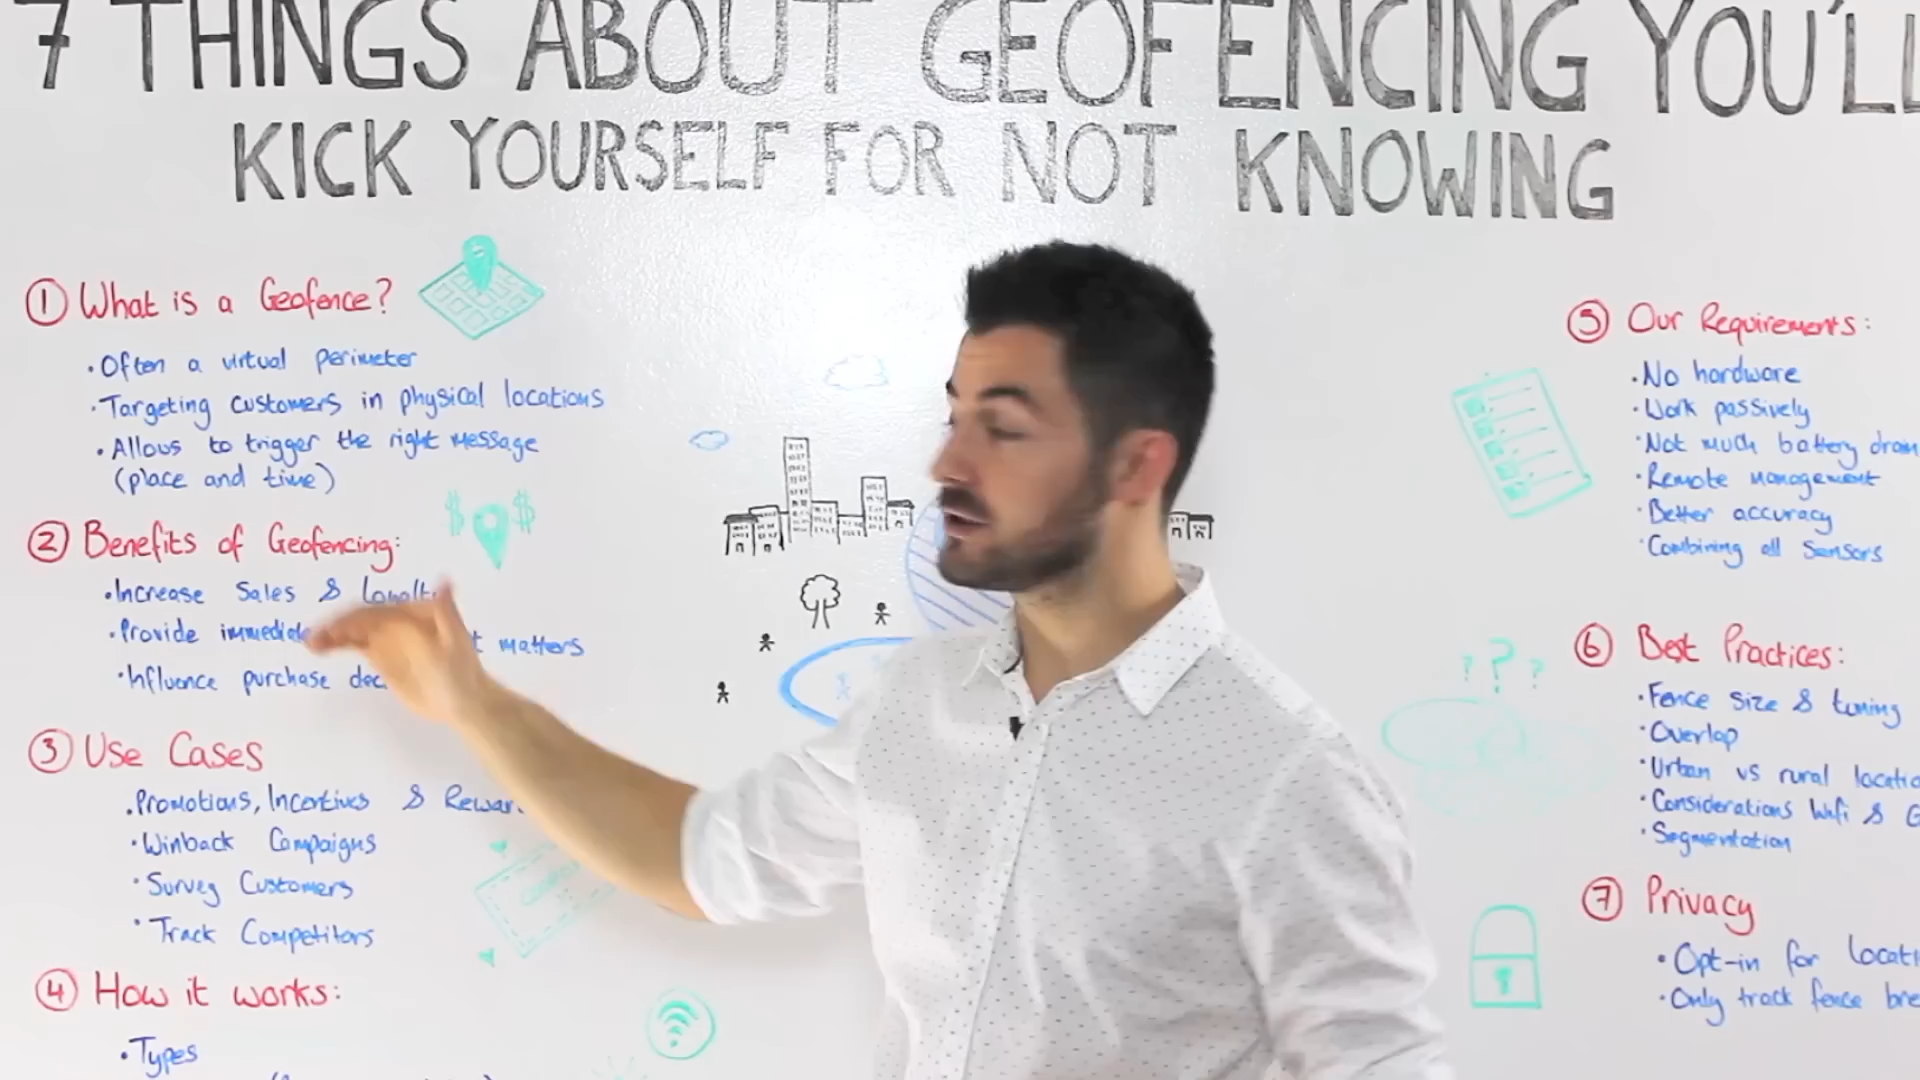 7 THINGS ABOUT GEOFENCING YOU'LL
KICK YOURSELF FOR NOT KNOWING
① What is a Geofence?
• Often a virtual perimeter
• Targeting customers in physical locations
• Allows to trigger the right message
(place and time)
$ $
② Benefits of Geofencing:
• Increase Sales &
• Provide matters
• Influence purchase
③ Use Cases
• Promotions, Incentives &
• Winback Campaigns
• Survey Customers
• Track Competitors
④ How it works:
• Types
⑤ Our Requirements:
• No hardware
• Work passively
• Not much battery drain
• Remote management
• Better accuracy
• Combining all sensors
? ? ?
⑥ Best Practices:
• Fence size & tuning
• Overlap
• Urban vs rural
• Considerations Wifi &
• Segmentation
⑦ Privacy
• Opt-in for
• Only track fence